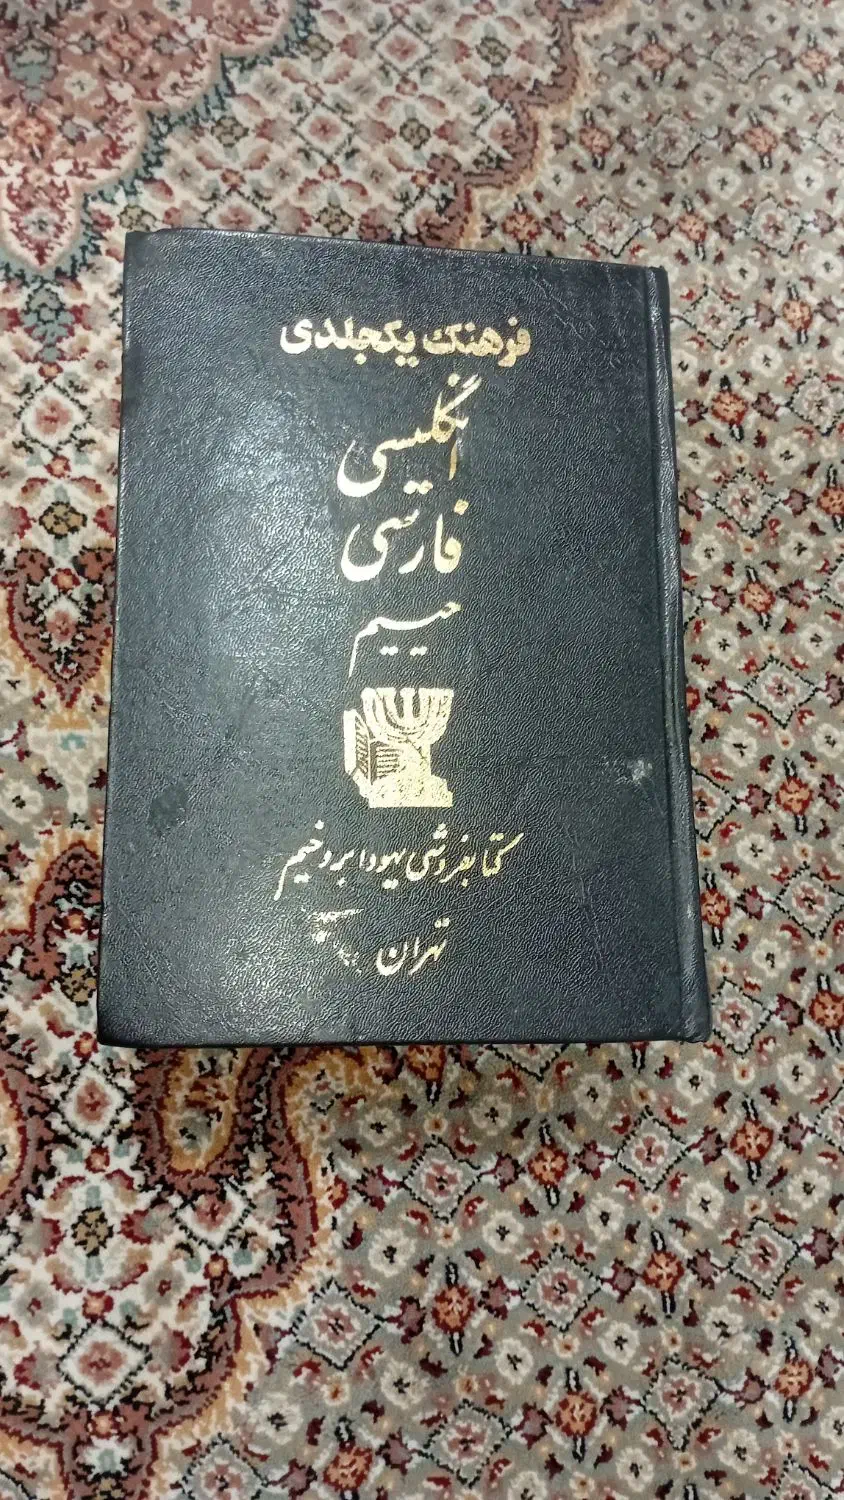 فرهنگ یکجلدی
انگلیسی
فارسی
حییم
کتابفروشی یهودا بروخیم
تهران